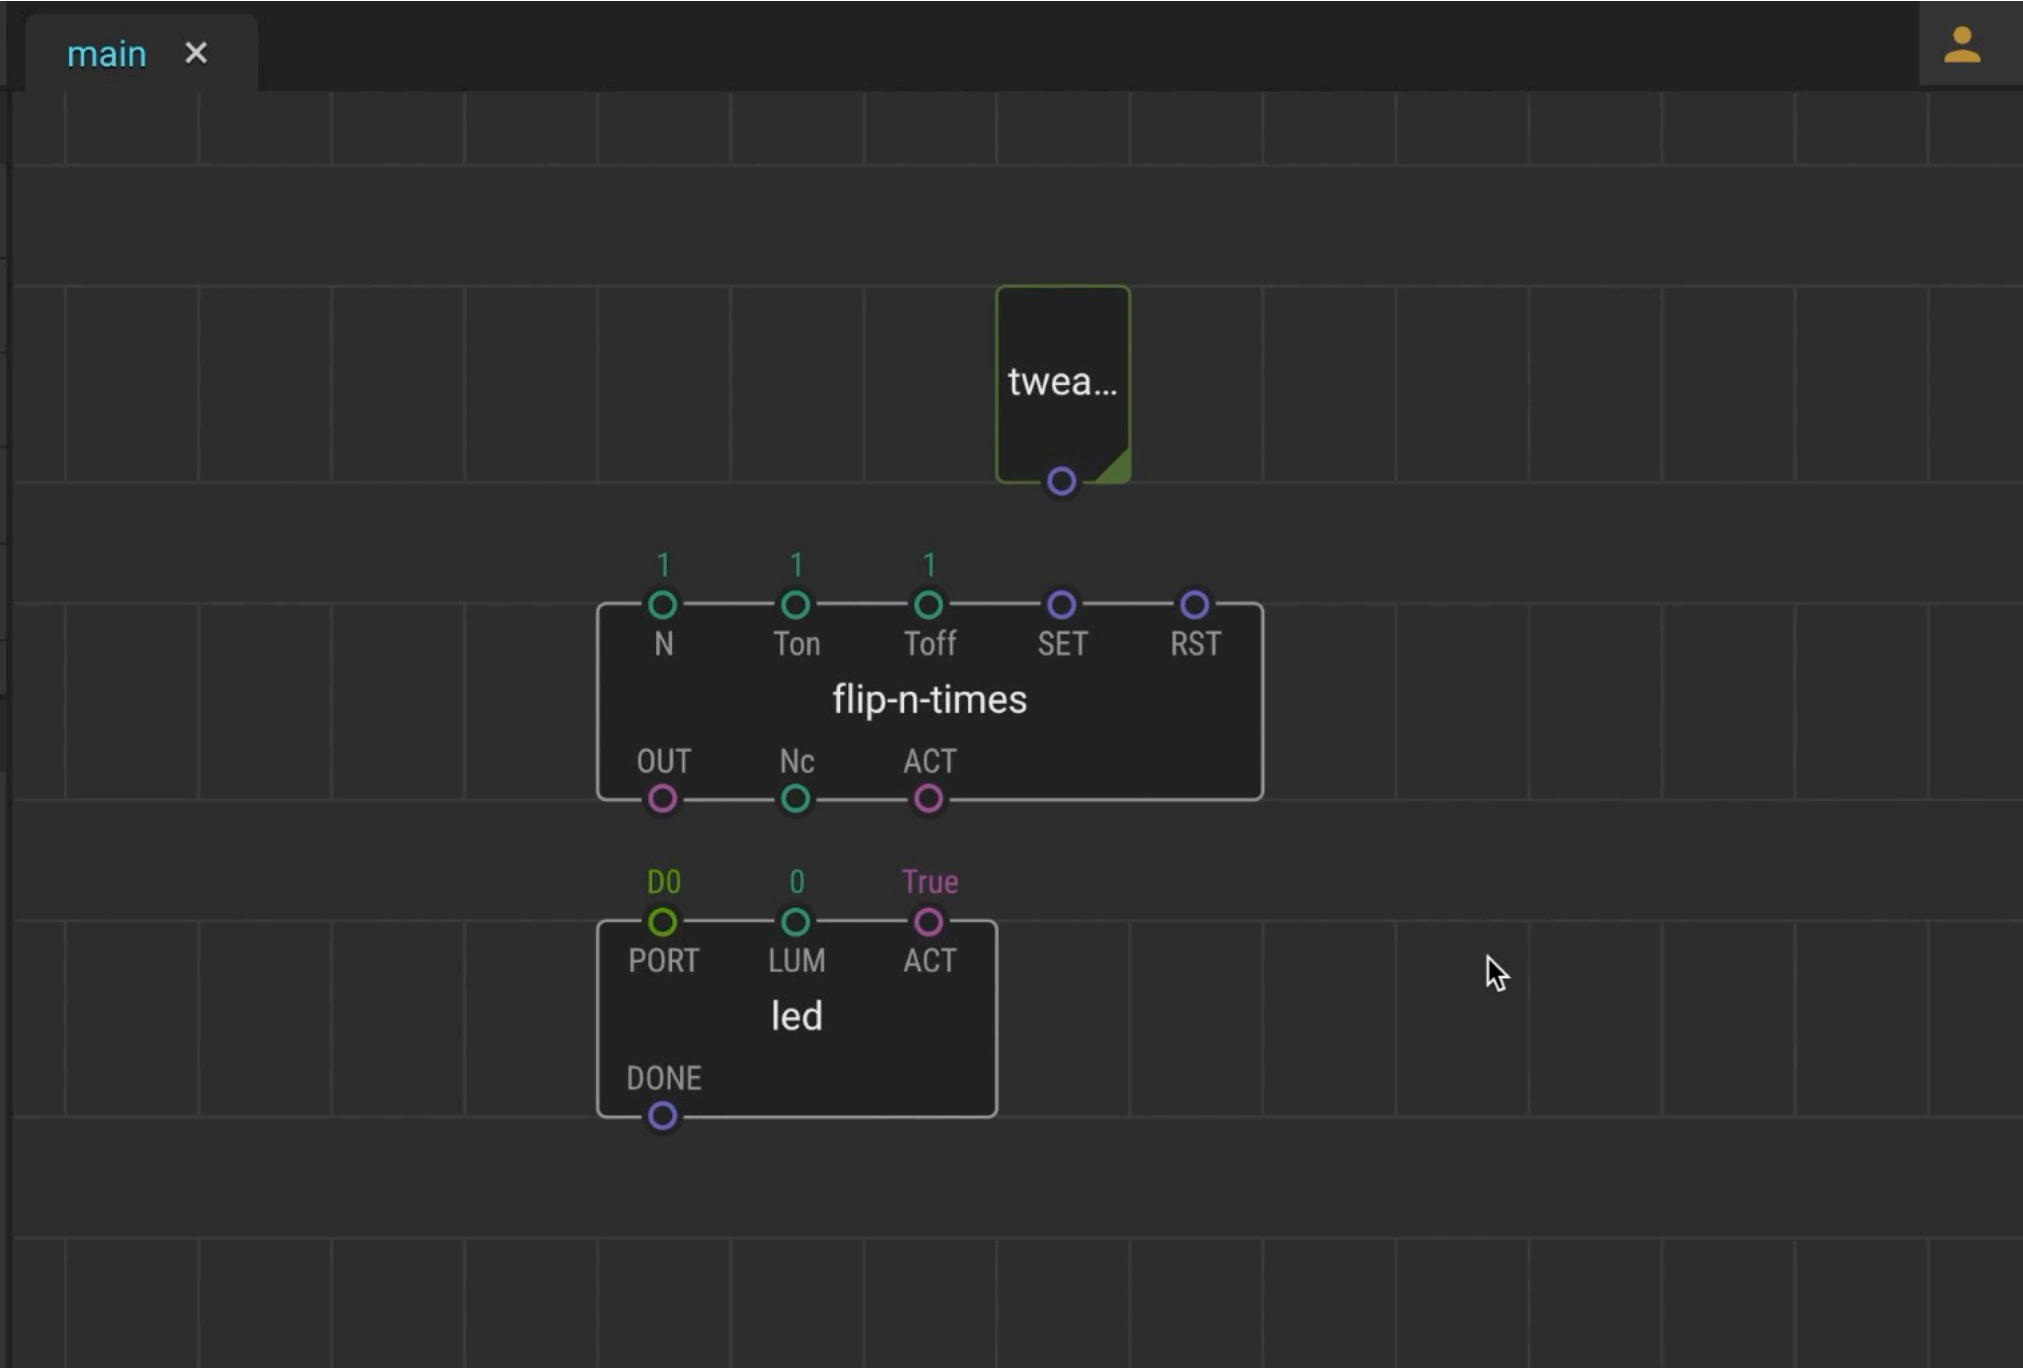 main ×
twea...
1 1 1
N Ton Toff SET RST
flip-n-times
OUT Nc ACT
D0 0 True
PORT LUM ACT
led
DONE